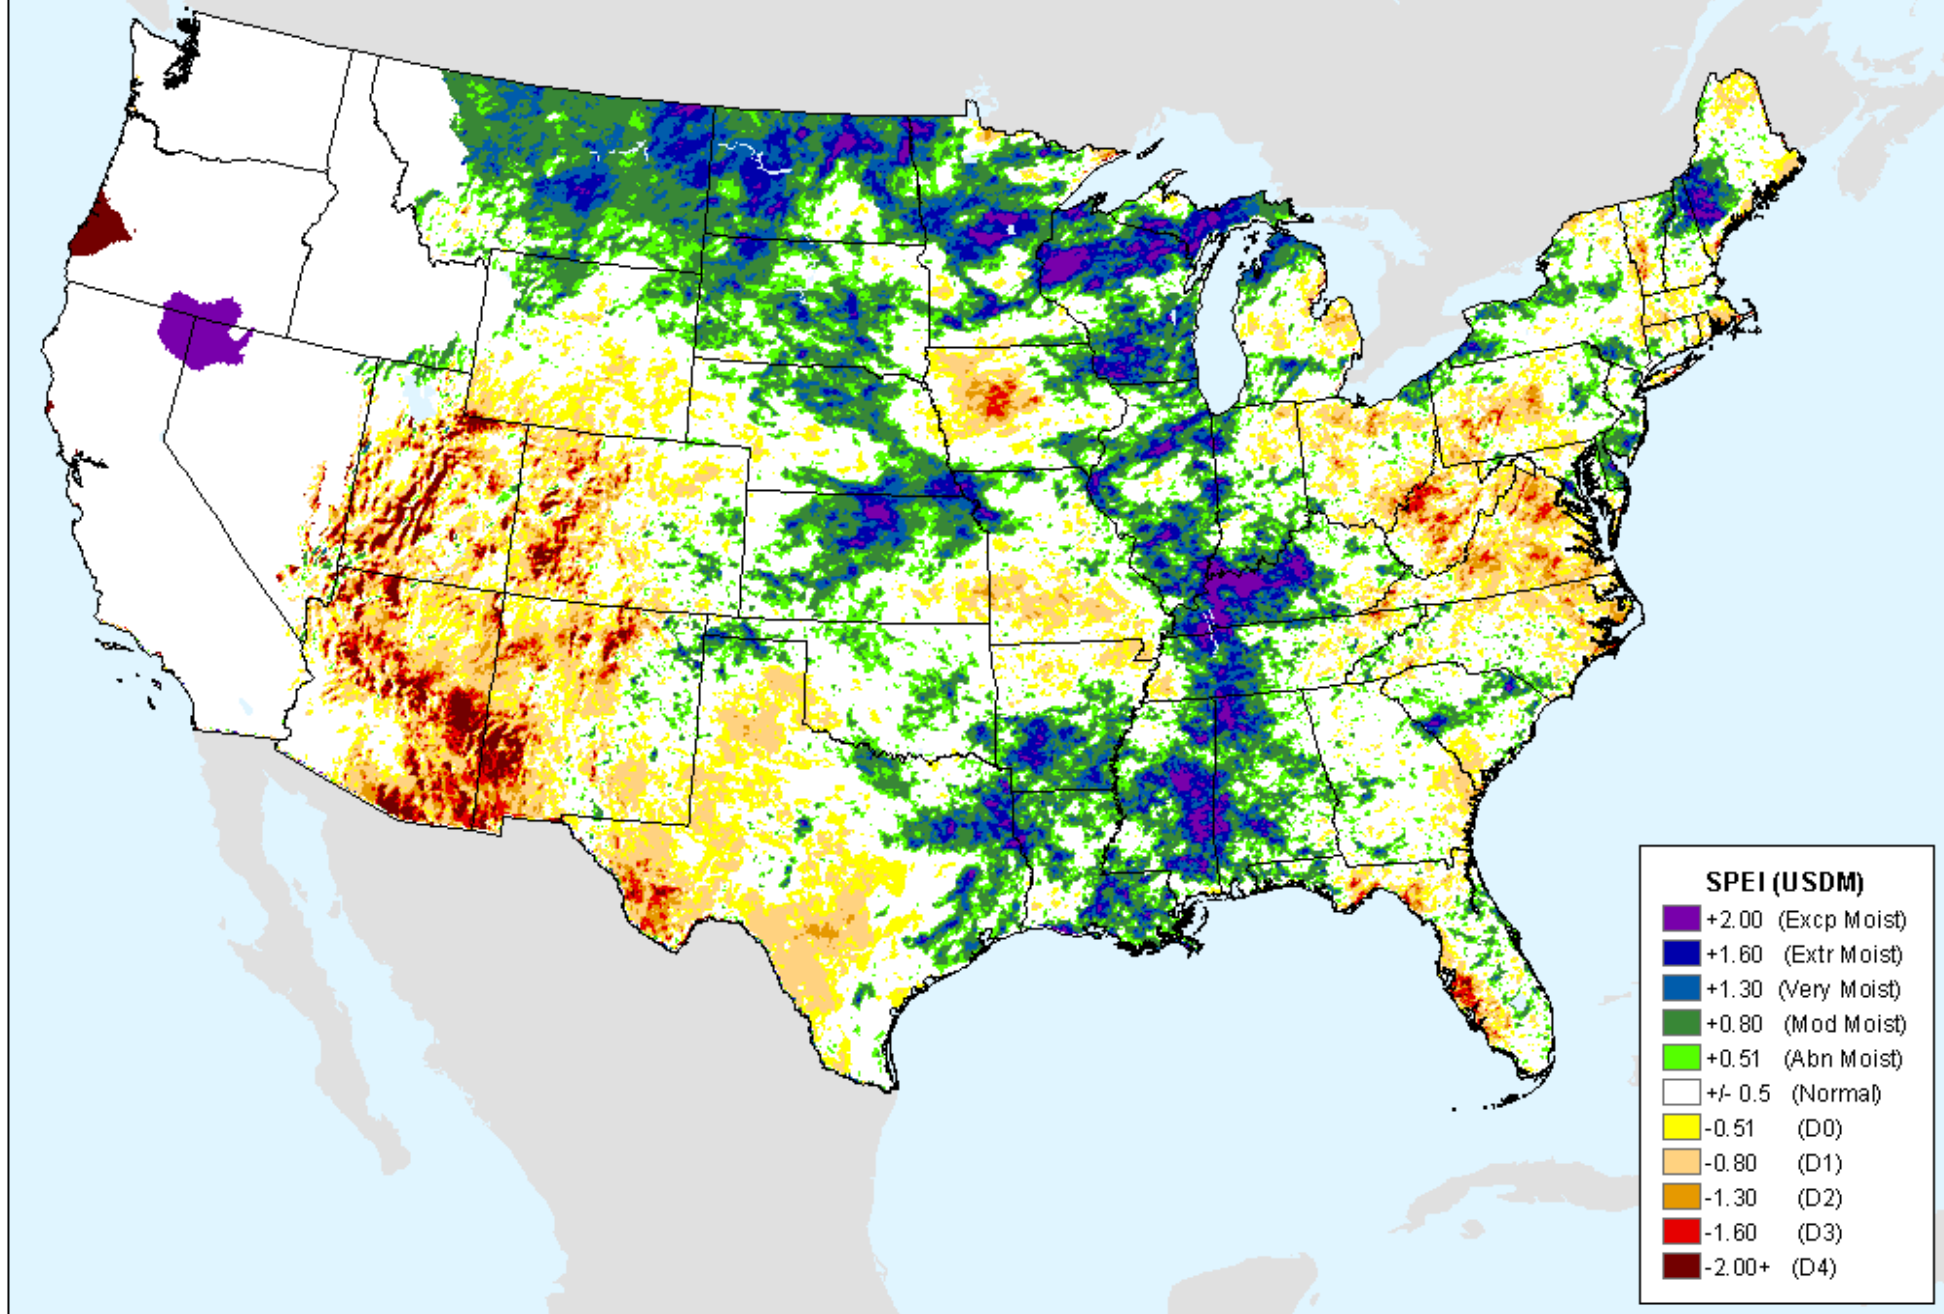 SPEI (USDM)
+2.00 (Excp Moist)
+1.60 (Extr Moist)
+1.30 (Very Moist)
+0.80 (Mod Moist)
+0.51 (Abn Moist)
+/- 0.5 (Normal)
-0.51 (D0)
-0.80 (D1)
-1.30 (D2)
-1.60 (D3)
-2.00+ (D4)